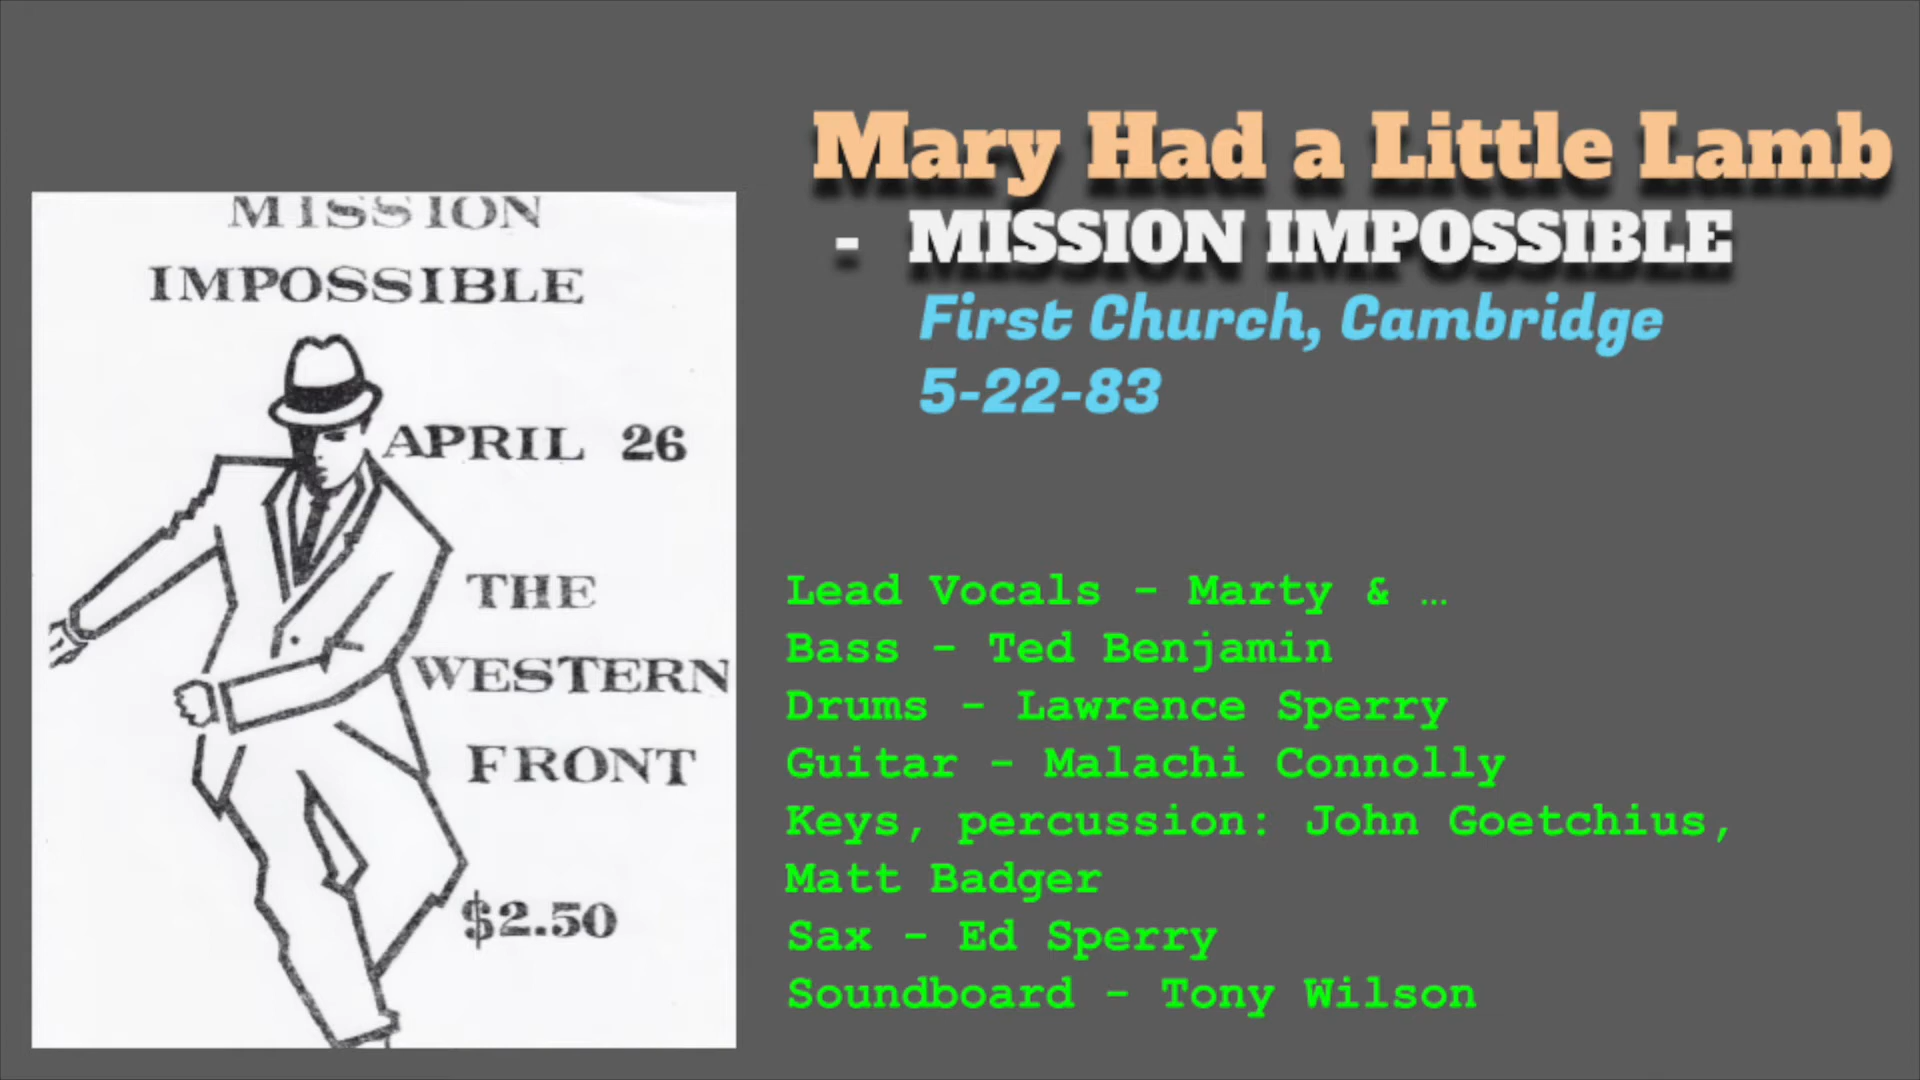 MISSION
IMPOSSIBLE
APRIL 26
THE
WESTERN
FRONT
$2.50
Mary Had a Little Lamb
- MISSION IMPOSSIBLE
First Church, Cambridge
5-22-83
Lead Vocals - Marty & …
Bass - Ted Benjamin
Drums - Lawrence Sperry
Guitar - Malachi Connolly
Keys, percussion: John Goetchius,
Matt Badger
Sax - Ed Sperry
Soundboard - Tony Wilson